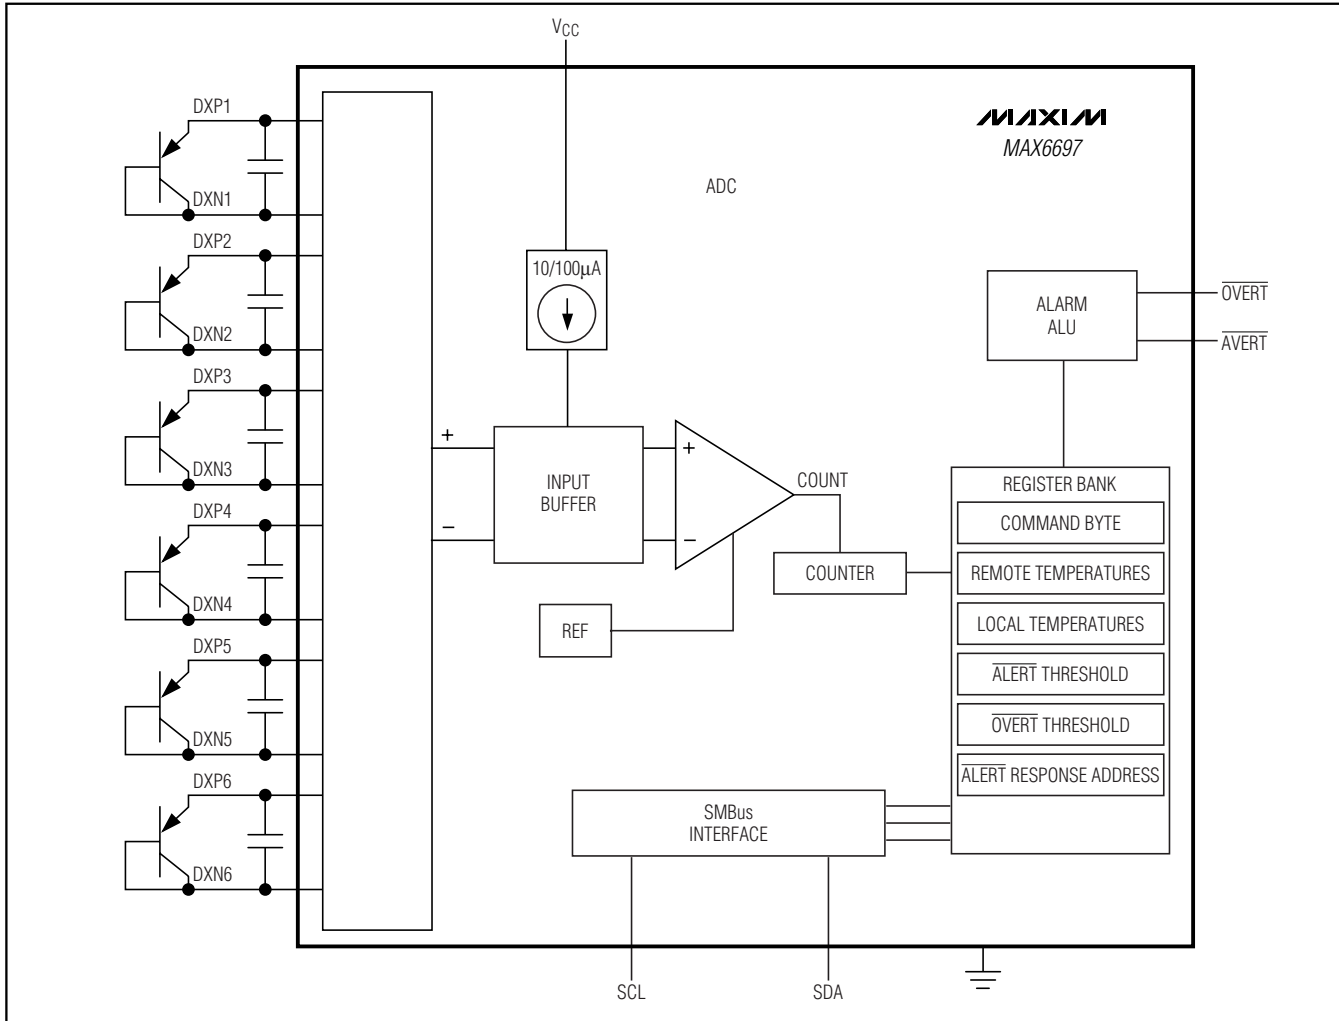 VCC
DXP1
DXN1
DXP2
DXN2
DXP3
DXN3
DXP4
DXN4
DXP5
DXN5
DXP6
DXN6
MAXIM
MAX6697
ADC
10/100µA
+
−
INPUT
BUFFER
+
−
REF
COUNT
COUNTER
ALARM
ALU
OVERT
AVERT
REGISTER BANK
COMMAND BYTE
REMOTE TEMPERATURES
LOCAL TEMPERATURES
ALERT THRESHOLD
OVERT THRESHOLD
ALERT RESPONSE ADDRESS
SMBus
INTERFACE
SCL
SDA